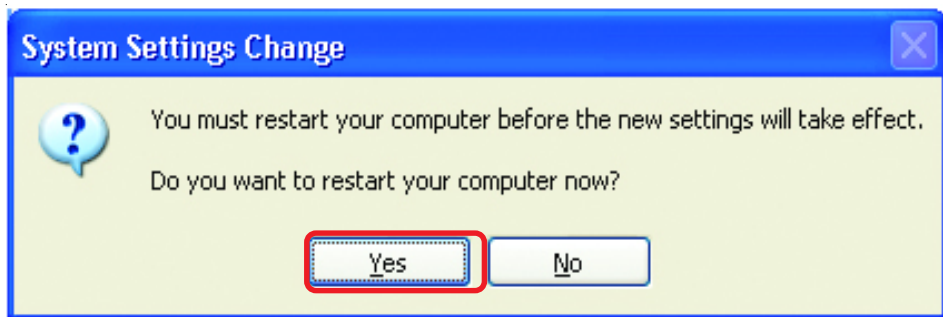 System Settings Change
?
You must restart your computer before the new settings will take effect.
Do you want to restart your computer now?
Yes
No